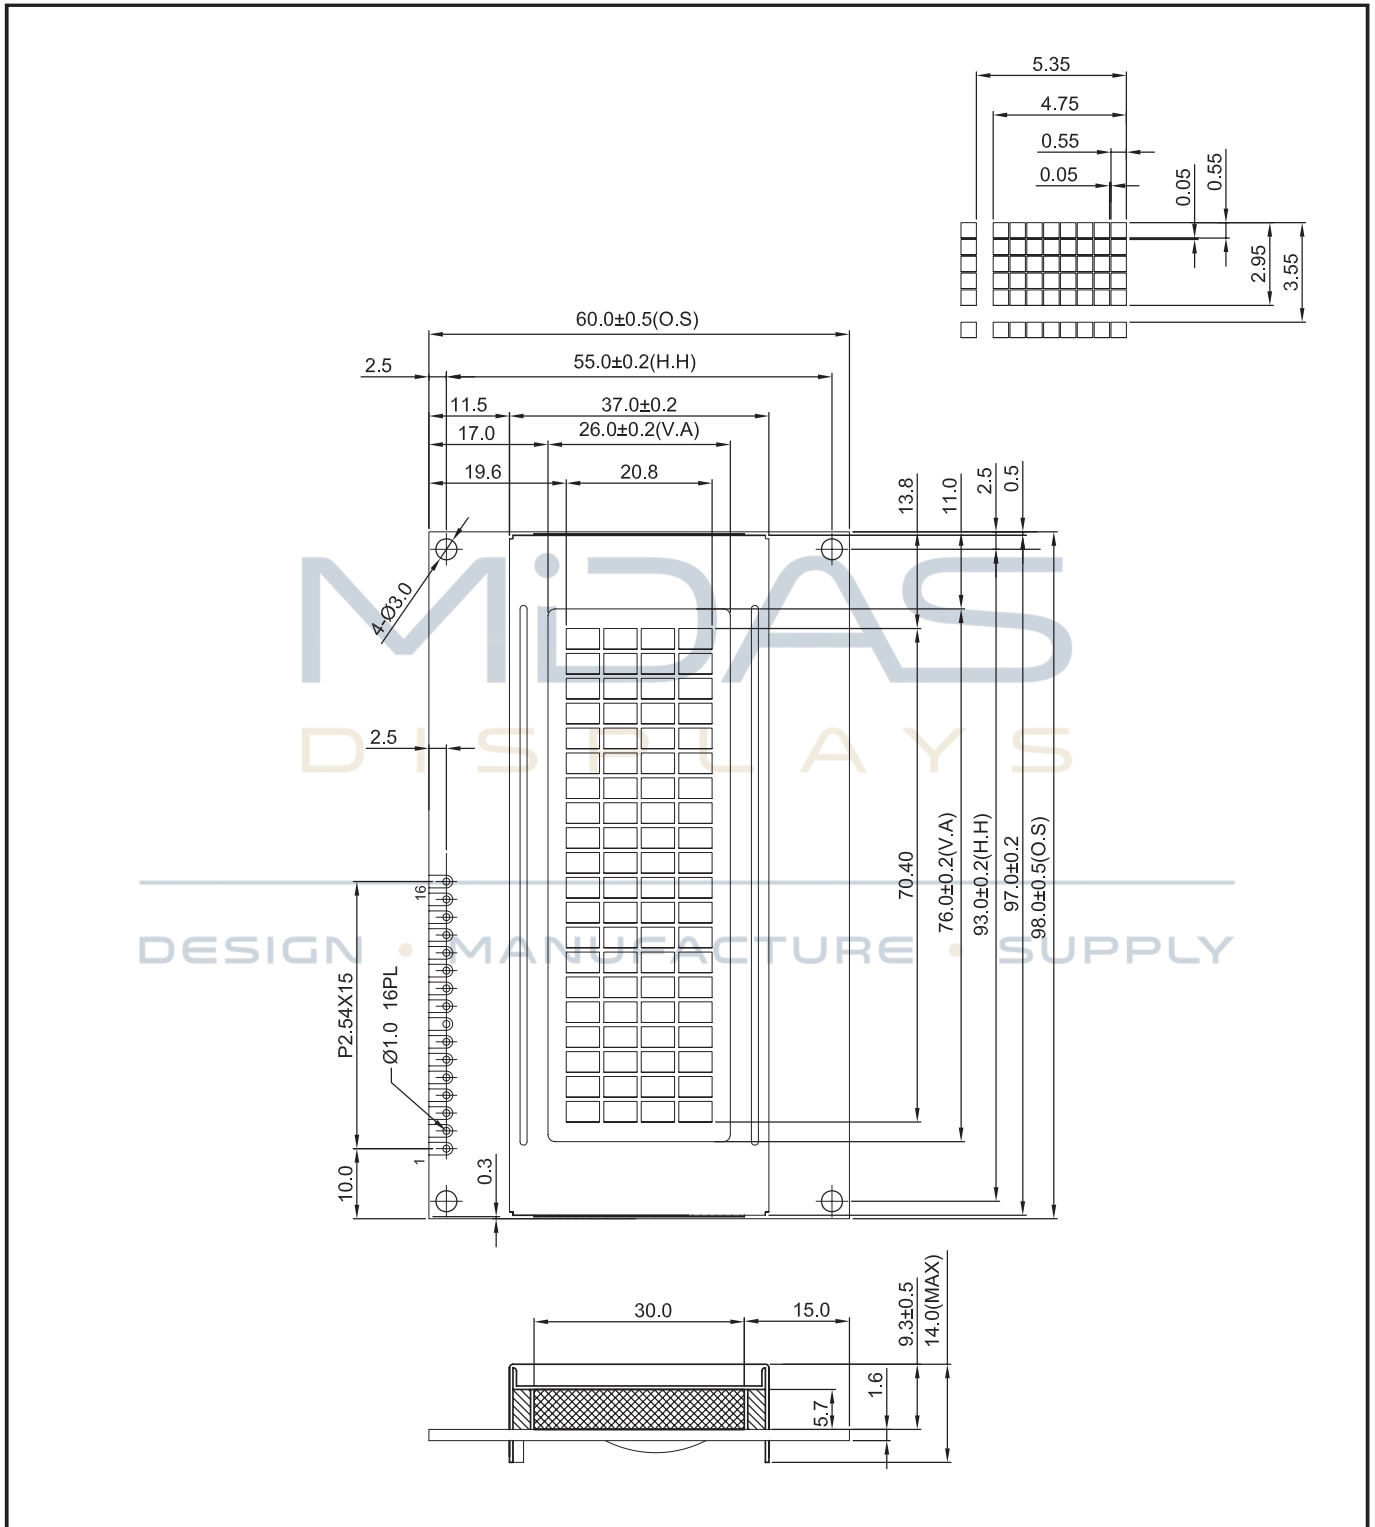 5.35
4.75
0.55
0.05
0.05
0.55
2.95
3.55
60.0±0.5(O.S)
2.5
55.0±0.2(H.H)
11.5
37.0±0.2
17.0
26.0±0.2(V.A)
19.6
20.8
13.8
11.0
2.5
0.5
MiDAS
4-Ø3.0
DISPLAYS
2.5
70.40
76.0±0.2(V.A)
93.0±0.2(H.H)
97.0±0.2
98.0±0.5(O.S)
16
DESIGN • MANUFACTURE • SUPPLY
P2.54X15
Ø1.0 16PL
1
10.0
0.3
30.0
15.0
9.3±0.5
14.0(MAX)
5.7
1.6